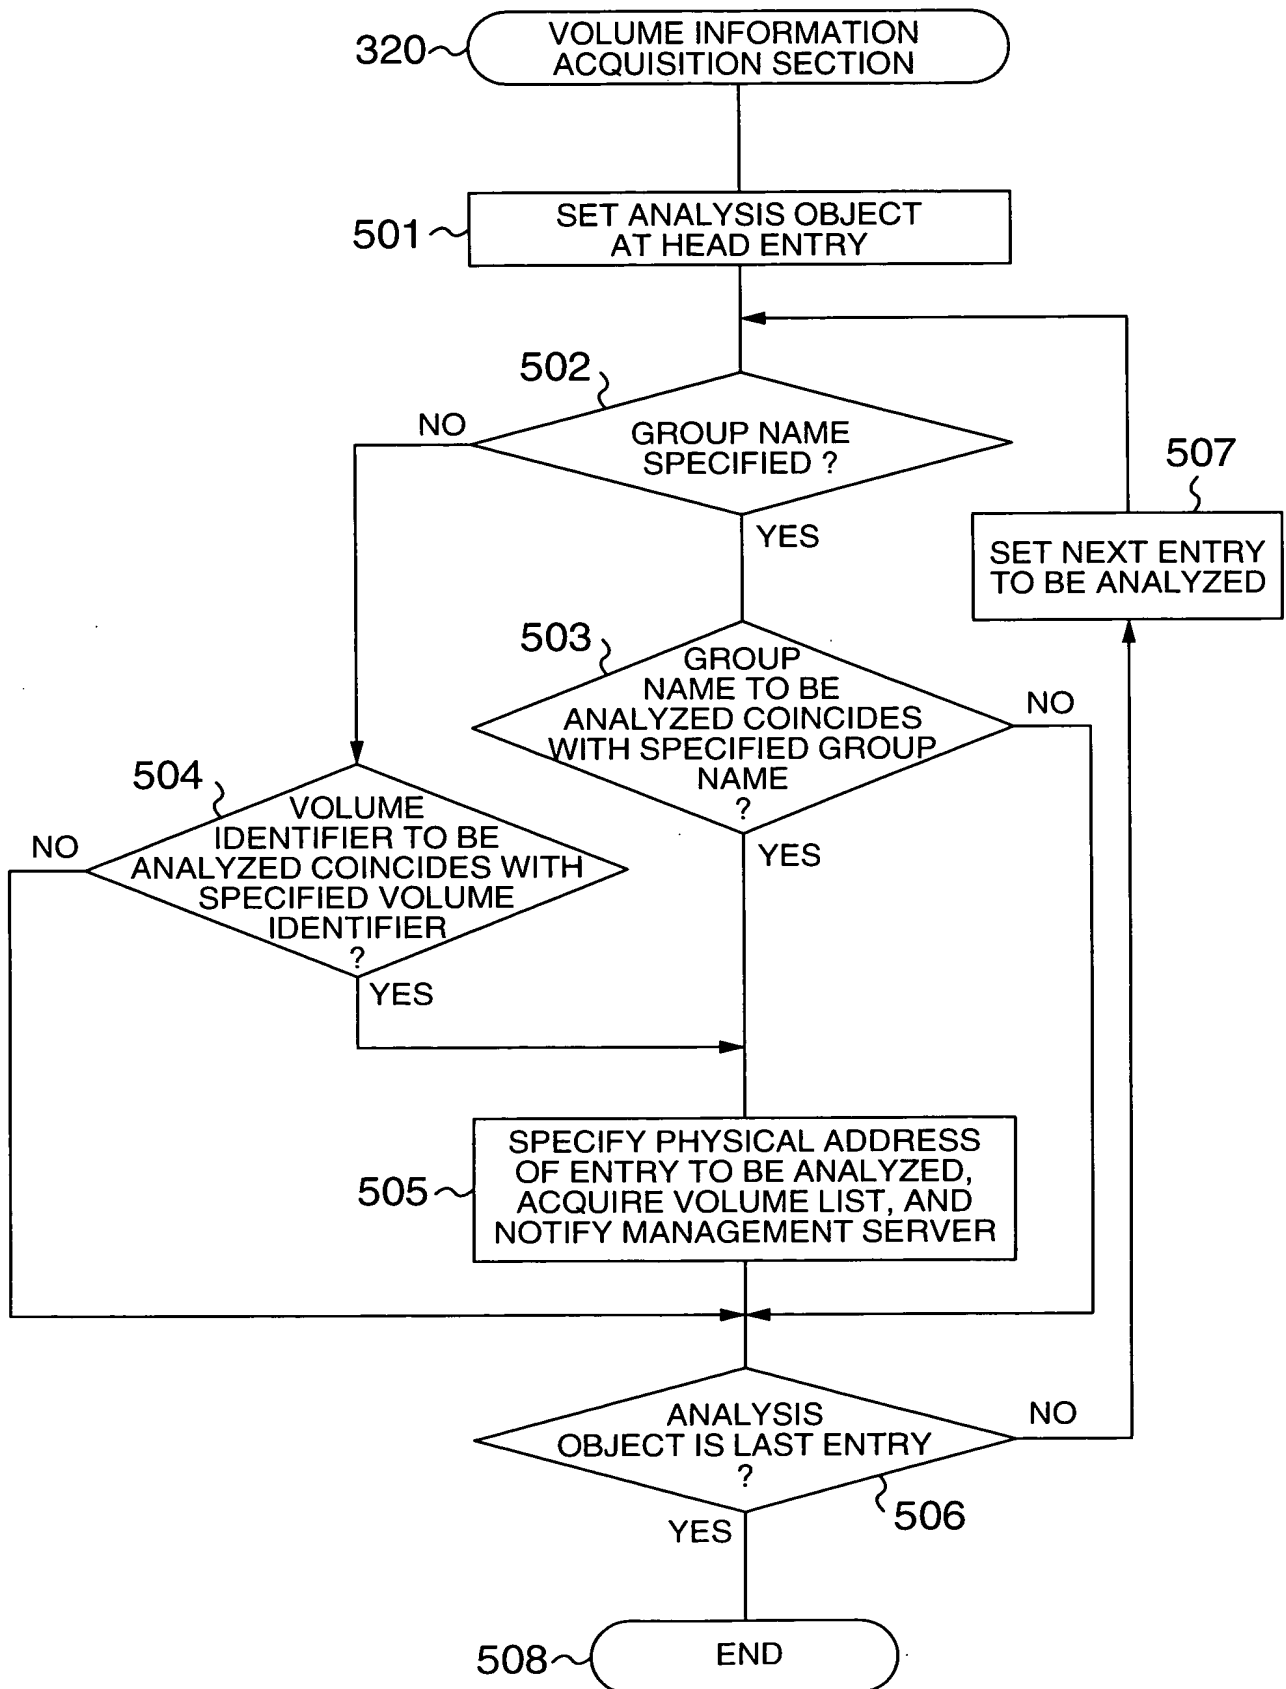 320
VOLUME INFORMATION
ACQUISITION SECTION
501
SET ANALYSIS OBJECT
AT HEAD ENTRY
502
NO
GROUP NAME
SPECIFIED ?
YES
507
SET NEXT ENTRY
TO BE ANALYZED
503
GROUP
NAME TO BE
ANALYZED COINCIDES
WITH SPECIFIED GROUP
NAME
?
NO
YES
504
VOLUME
IDENTIFIER TO BE
ANALYZED COINCIDES WITH
SPECIFIED VOLUME
IDENTIFIER
?
NO
YES
505
SPECIFY PHYSICAL ADDRESS
OF ENTRY TO BE ANALYZED,
ACQUIRE VOLUME LIST, AND
NOTIFY MANAGEMENT SERVER
ANALYSIS
OBJECT IS LAST ENTRY
?
NO
506
YES
508
END